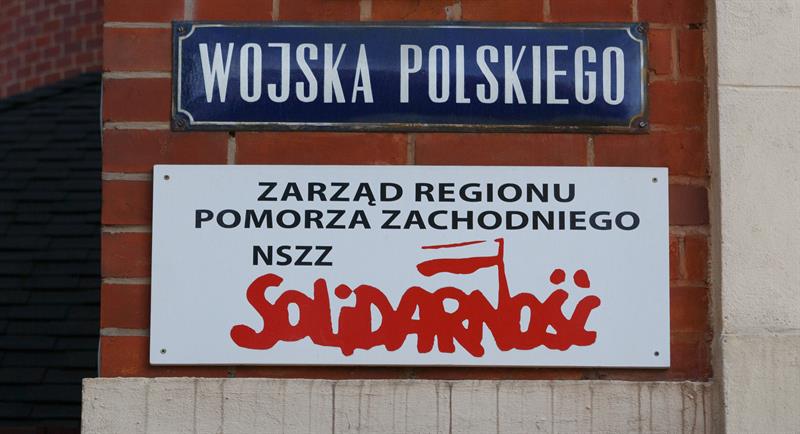 WOJSKA POLSKIEGO
ZARZĄD REGIONU
POMORZA ZACHODNIEGO
NSZZ
SOLiDARNOŚĆ